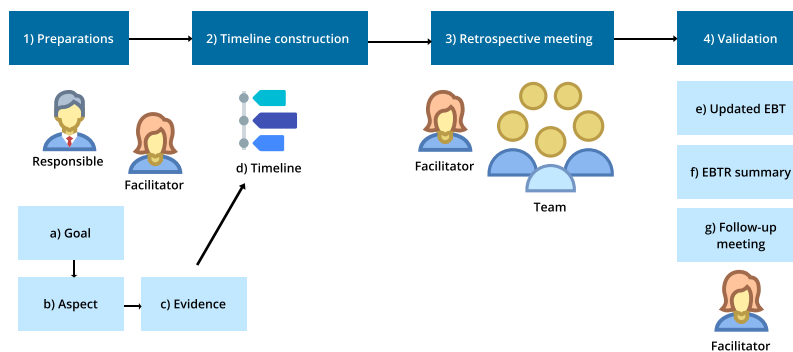 1) Preparations
2) Timeline construction
3) Retrospective meeting
4) Validation
Responsible
Facilitator
d) Timeline
Facilitator
Team
e) Updated EBT
f) EBTR summary
g) Follow-up
meeting
Facilitator
a) Goal
b) Aspect
c) Evidence